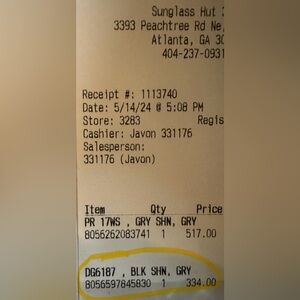 Sunglass Hut
3393 Peachtree Rd Ne,
Atlanta, GA 30
404-237-0931
Receipt #: 1113740
Date: 5/14/24 @ 5:08 PM
Store: 3283 Regis
Cashier: Javon 331176
Salesperson:
331176 (Javon)
Item Qty Price
PR 17WS , GRY SHN, GRY
8056262083741 1 517.00
DG6187 , BLK SHN, GRY
8056597845830 1 334.00